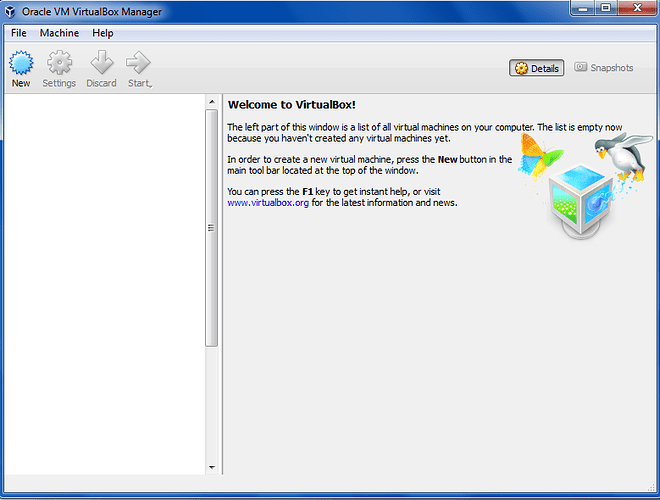 Oracle VM VirtualBox Manager
File Machine Help
New Settings Discard Start
Details Snapshots
Welcome to VirtualBox!
The left part of this window is a list of all virtual machines on your computer. The list is empty now
because you haven't created any virtual machines yet.
In order to create a new virtual machine, press the New button in the
main tool bar located at the top of the window.
You can press the F1 key to get instant help, or visit
www.virtualbox.org for the latest information and news.